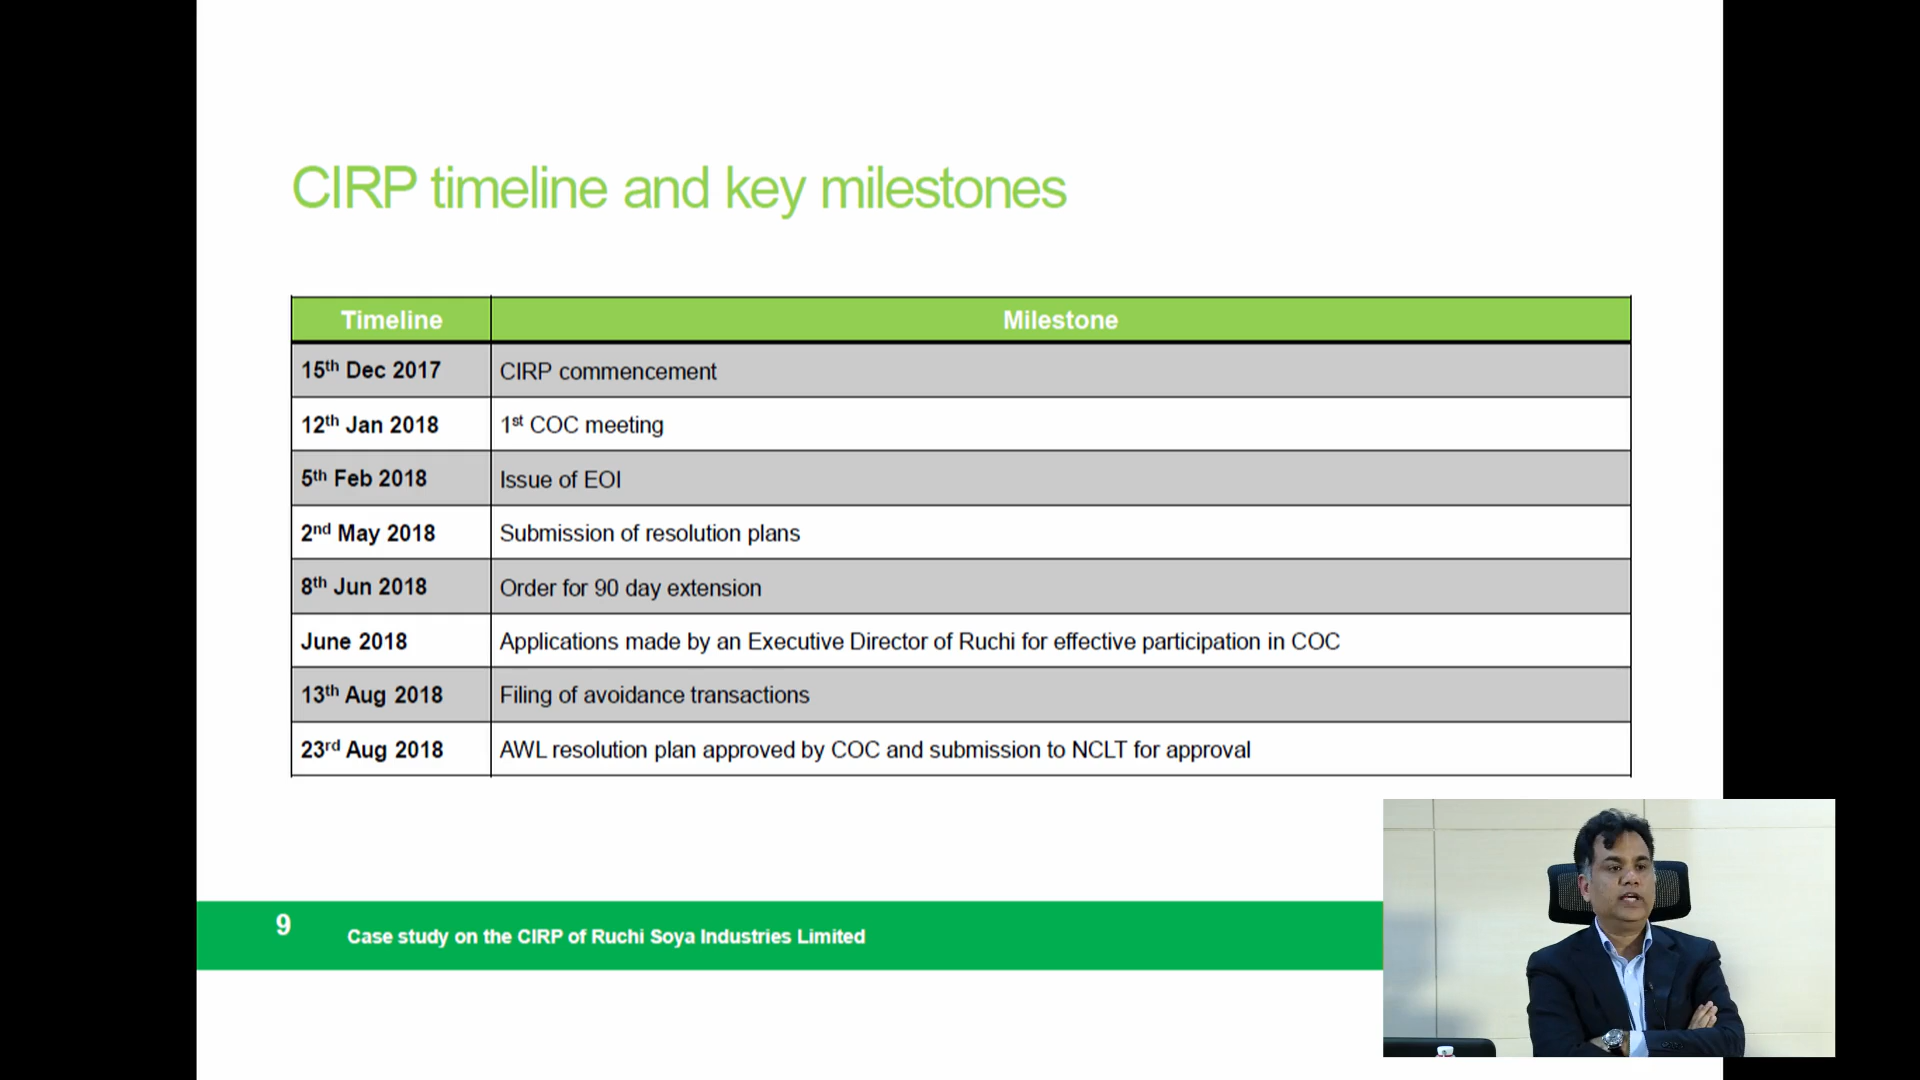 CIRP timeline and key milestones
Timeline Milestone
15th Dec 2017 CIRP commencement
12th Jan 2018 1st COC meeting
5th Feb 2018 Issue of EOI
2nd May 2018 Submission of resolution plans
8th Jun 2018 Order for 90 day extension
June 2018 Applications made by an Executive Director of Ruchi for effective participation in COC
13th Aug 2018 Filing of avoidance transactions
23rd Aug 2018 AWL resolution plan approved by COC and submission to NCLT for approval
9 Case study on the CIRP of Ruchi Soya Industries Limited